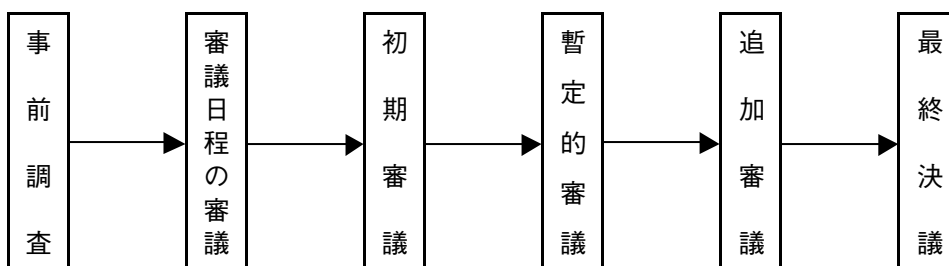 事前調査
審議日程の審議
初期審議
暫定的審議
追加審議
最終決議